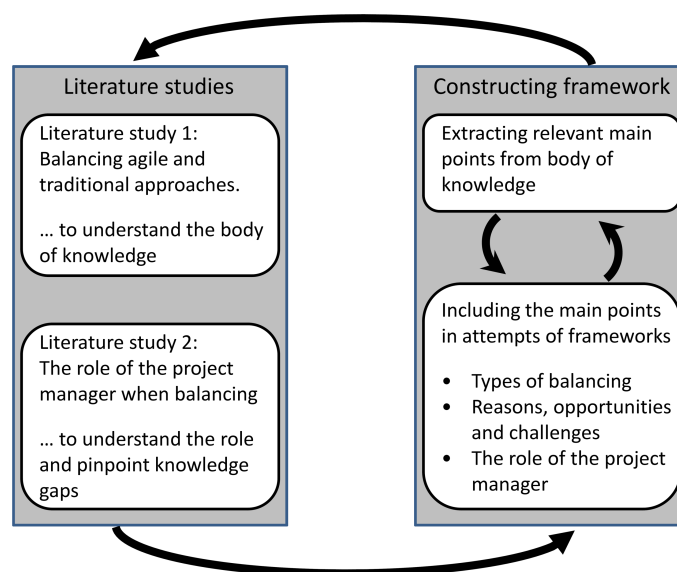 Literature studies
Literature study 1:
Balancing agile and
traditional approaches.
... to understand the body
of knowledge
Literature study 2:
The role of the project
manager when balancing
... to understand the role
and pinpoint knowledge
gaps
Constructing framework
Extracting relevant main
points from body of
knowledge
Including the main points
in attempts of frameworks
• Types of balancing
• Reasons, opportunities
and challenges
• The role of the project
manager